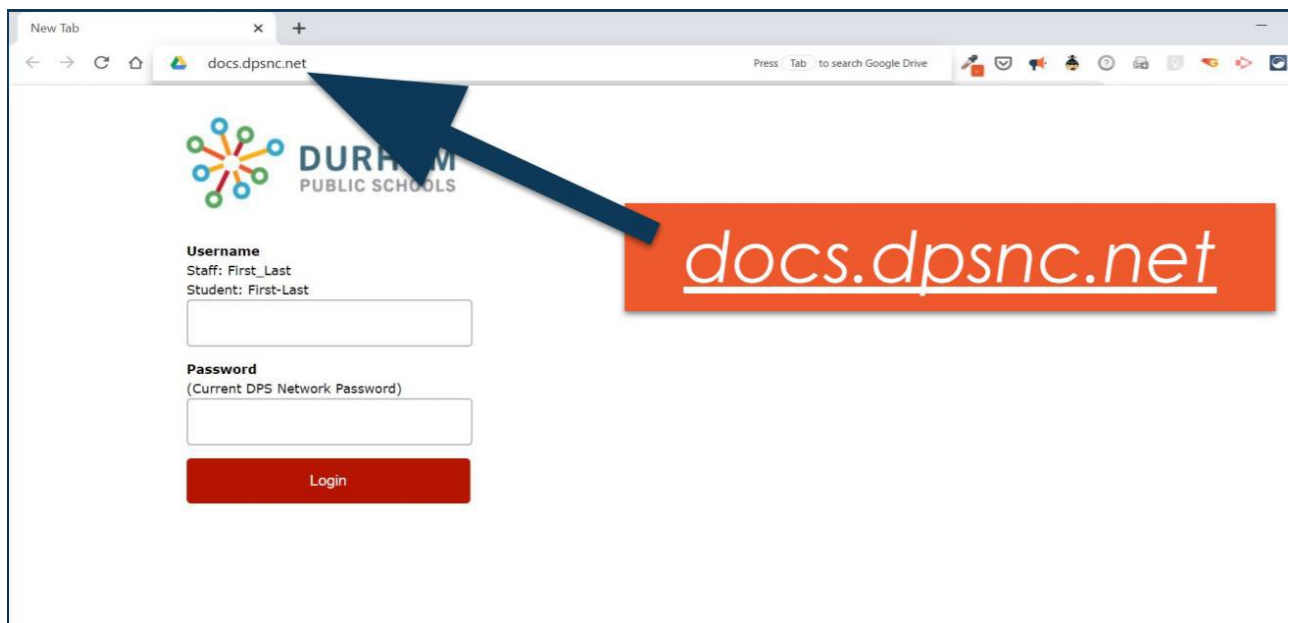 New Tab
docs.dpsnc.net
Press Tab to search Google Drive
PUBLIC SCHOOLS
docs.dpsnc.net
Username
Staff: First_Last
Student: First-Last
Password
(Current DPS Network Password)
Login